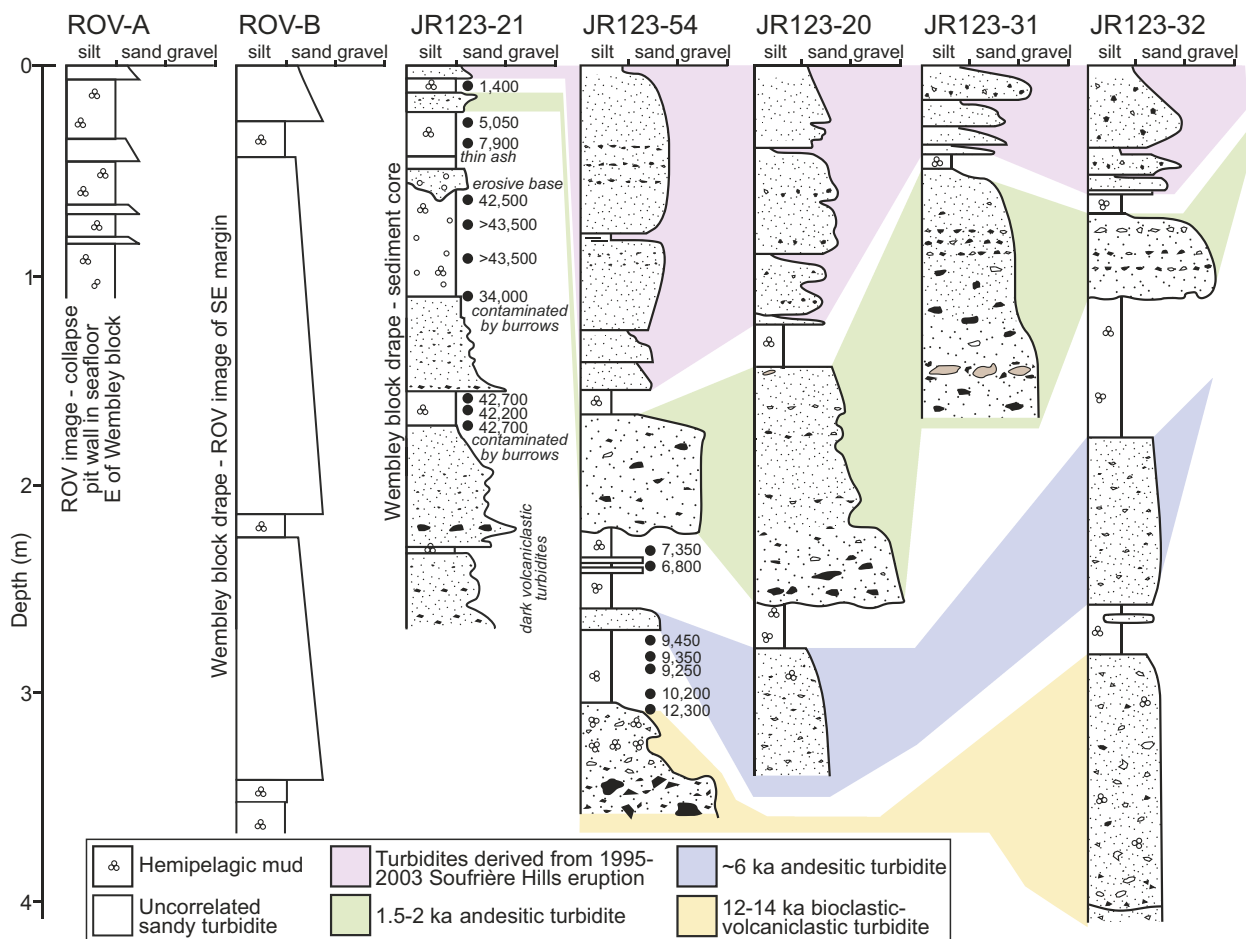 ROV-A
ROV-B
JR123-21
JR123-54
JR123-20
JR123-31
JR123-32
silt sand gravel
silt sand gravel
silt sand gravel
silt sand gravel
silt sand gravel
silt sand gravel
silt sand gravel
Depth (m)
0
1
2
3
4
ROV image - collapse
pit wall in seafloor
E of Wembley block
Wembley block drape - ROV image of SE margin
1,400
5,050
7,900
thin ash
erosive base
42,500
>43,500
>43,500
34,000
contaminated
by burrows
42,700
42,200
42,700
contaminated
by burrows
dark volcaniclastic
turbidites
Wembley block drape - sediment core
7,350
6,800
9,450
9,350
9,250
10,200
12,300
Hemipelagic mud
Uncorrelated
sandy turbidite
Turbidites derived from 1995-
2003 Soufrière Hills eruption
1.5-2 ka andesitic turbidite
~6 ka andesitic turbidite
12-14 ka bioclastic-
volcaniclastic turbidite